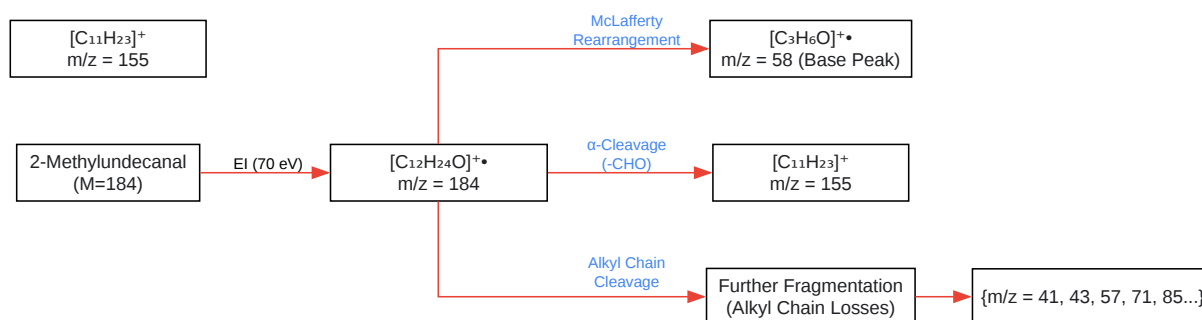 [C₁₁H₂₃]⁺
m/z = 155
McLafferty
Rearrangement
[C₃H₆O]⁺•
m/z = 58 (Base Peak)
2-Methylundecanal
(M=184)
EI (70 eV)
[C₁₂H₂₄O]⁺•
m/z = 184
α-Cleavage
(-CHO)
[C₁₁H₂₃]⁺
m/z = 155
Alkyl Chain
Cleavage
Further Fragmentation
(Alkyl Chain Losses)
{m/z = 41, 43, 57, 71, 85...}